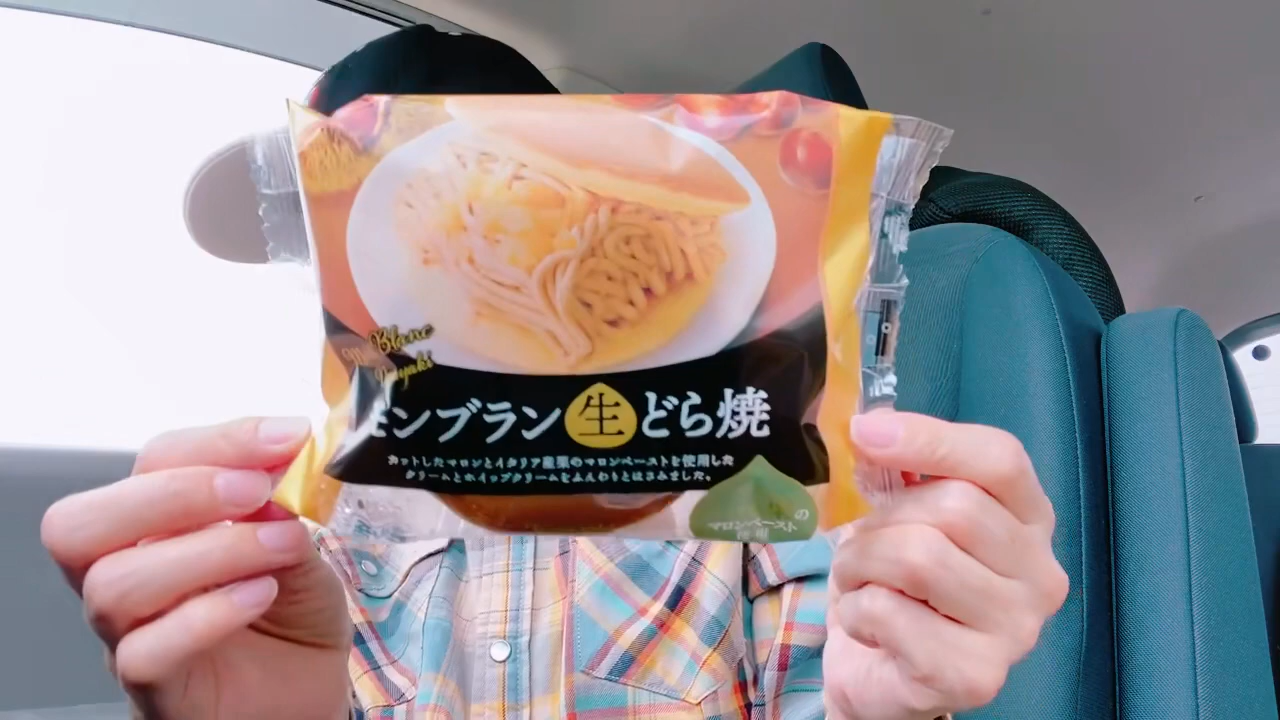 Mt Blanc
Dorayaki
モンブラン生どら焼
カットしたマロンとイタリア産栗のマロンペーストを使用した
クリームとホイップクリームをふんわりとはさみました。
の
マロンペースト